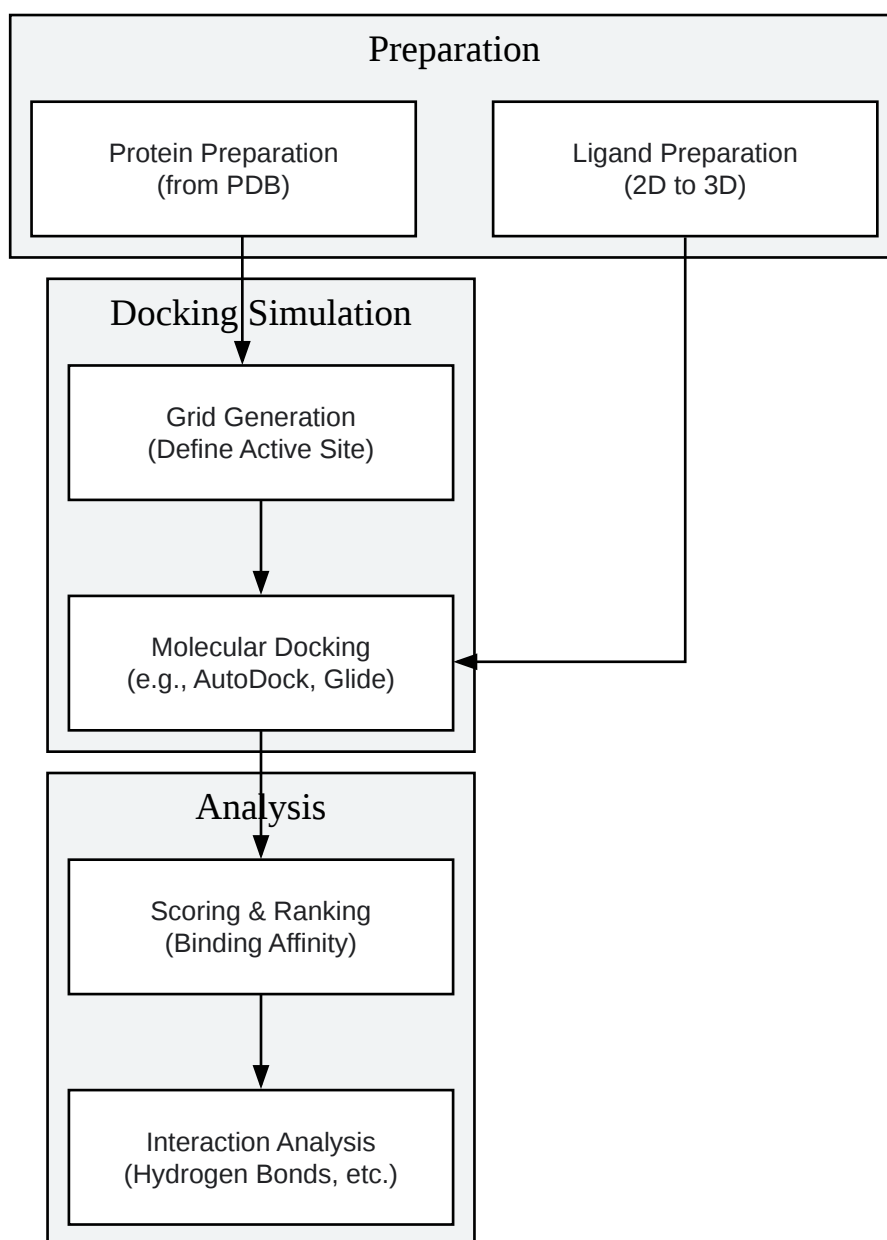 Preparation
Protein Preparation
(from PDB)
Ligand Preparation
(2D to 3D)
Docking Simulation
Grid Generation
(Define Active Site)
Molecular Docking
(e.g., AutoDock, Glide)
Analysis
Scoring & Ranking
(Binding Affinity)
Interaction Analysis
(Hydrogen Bonds, etc.)